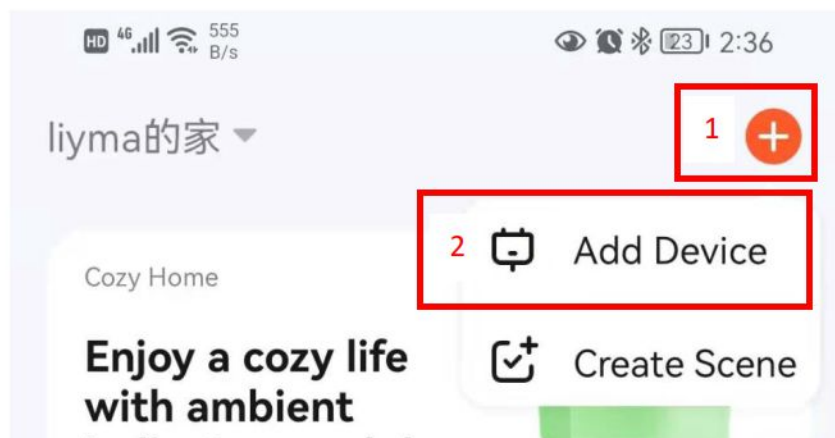 HD 4G 555 B/s 23 2:36
liyma的家
1
2 Add Device
Cozy Home
Create Scene
Enjoy a cozy life
with ambient